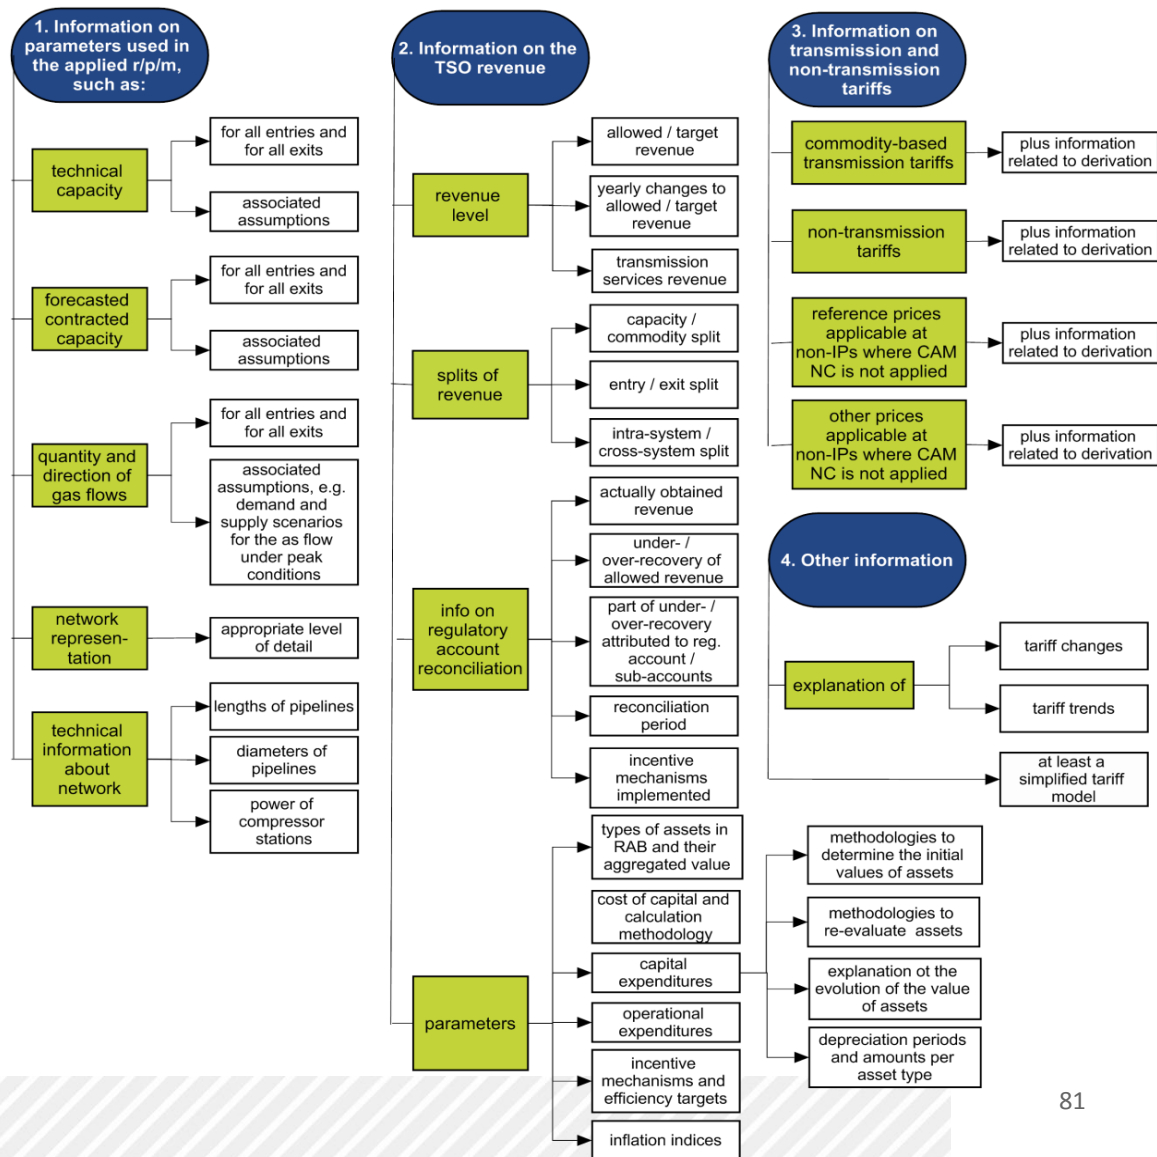 1. Information on
parameters used in
the applied r/p/m,
such as:
technical
capacity
for all entries and
for all exits
associated
assumptions
forecasted
contracted
capacity
for all entries and
for all exits
associated
assumptions
quantity and
direction of
gas flows
for all entries and
for all exits
associated
assumptions, e.g.
demand and
supply scenarios
for the as flow
under peak
conditions
network
represen-
tation
appropriate level
of detail
technical
information
about
network
lengths of pipelines
diameters of
pipelines
power of
compressor
stations
2. Information on the
TSO revenue
revenue
level
allowed / target
revenue
yearly changes to
allowed / target
revenue
transmission
services revenue
splits of
revenue
capacity /
commodity split
entry / exit split
intra-system /
cross-system split
info on
regulatory
account
reconciliation
actually obtained
revenue
under- /
over-recovery of
allowed revenue
part of under- /
over-recovery
attributed to reg.
account /
sub-accounts
reconciliation
period
incentive
mechanisms
implemented
parameters
types of assets in
RAB and their
aggregated value
cost of capital and
calculation
methodology
capital
expenditures
operational
expenditures
incentive
mechanisms and
efficiency targets
inflation indices
methodologies to
determine the initial
values of assets
methodologies to
re-evaluate assets
explanation ot the
evolution of the value
of assets
depreciation periods
and amounts per
asset type
3. Information on
transmission and
non-transmission
tariffs
commodity-based
transmission tariffs
plus information
related to derivation
non-transmission
tariffs
plus information
related to derivation
reference prices
applicable at
non-IPs where CAM
NC is not applied
plus information
related to derivation
other prices
applicable at
non-IPs where CAM
NC is not applied
plus information
related to derivation
4. Other information
explanation of
tariff changes
tariff trends
at least a
simplified tariff
model
81